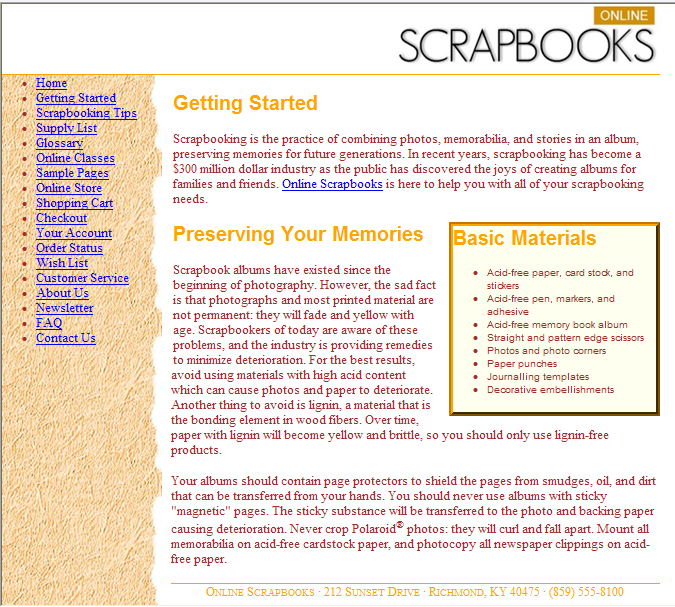 ONLINE
SCRAPBOOKS
Home
Getting Started
Scrapbooking Tips
Supply List
Glossary
Online Classes
Sample Pages
Online Store
Shopping Cart
Checkout
Your Account
Order Status
Wish List
Customer Service
About Us
Newsletter
FAQ
Contact Us
Getting Started
Scrapbooking is the practice of combining photos, memorabilia, and stories in an album,
preserving memories for future generations. In recent years, scrapbooking has become a
$300 million dollar industry as the public has discovered the joys of creating albums for
families and friends. Online Scrapbooks is here to help you with all of your scrapbooking
needs.
Preserving Your Memories
Scrapbook albums have existed since the
beginning of photography. However, the sad fact
is that photographs and most printed material are
not permanent: they will fade and yellow with
age. Scrapbookers of today are aware of these
problems, and the industry is providing remedies
to minimize deterioration. For the best results,
avoid using materials with high acid content
which can cause photos and paper to deteriorate.
Another thing to avoid is lignin, a material that is
the bonding element in wood fibers. Over time,
paper with lignin will become yellow and brittle, so you should only use lignin-free
products.
Basic Materials
Acid-free paper, card stock, and
stickers
Acid-free pen, markers, and
adhesive
Acid-free memory book album
Straight and pattern edge scissors
Photos and photo corners
Paper punches
Journalling templates
Decorative embellishments
Your albums should contain page protectors to shield the pages from smudges, oil, and dirt
that can be transferred from your hands. You should never use albums with sticky
"magnetic" pages. The sticky substance will be transferred to the photo and backing paper
causing deterioration. Never crop Polaroid® photos: they will curl and fall apart. Mount all
memorabilia on acid-free cardstock paper, and photocopy all newspaper clippings on acid-
free paper.
ONLINE SCRAPBOOKS · 212 SUNSET DRIVE · RICHMOND, KY 40475 · (859) 555-8100